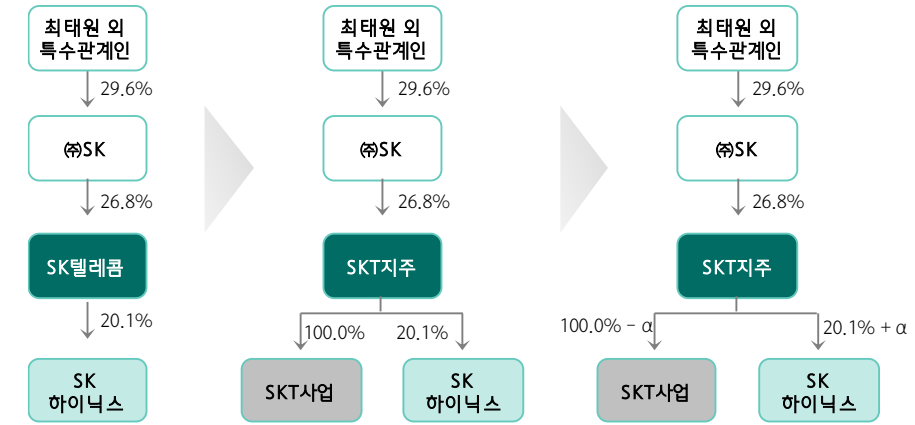 최태원 외
특수관계인
29.6%
㈜SK
26.8%
SK텔레콤
20.1%
SK
하이닉스
최태원 외
특수관계인
29.6%
㈜SK
26.8%
SKT지주
100.0%
20.1%
SKT사업
SK
하이닉스
최태원 외
특수관계인
29.6%
㈜SK
26.8%
SKT지주
100.0% - α
20.1% + α
SKT사업
SK
하이닉스